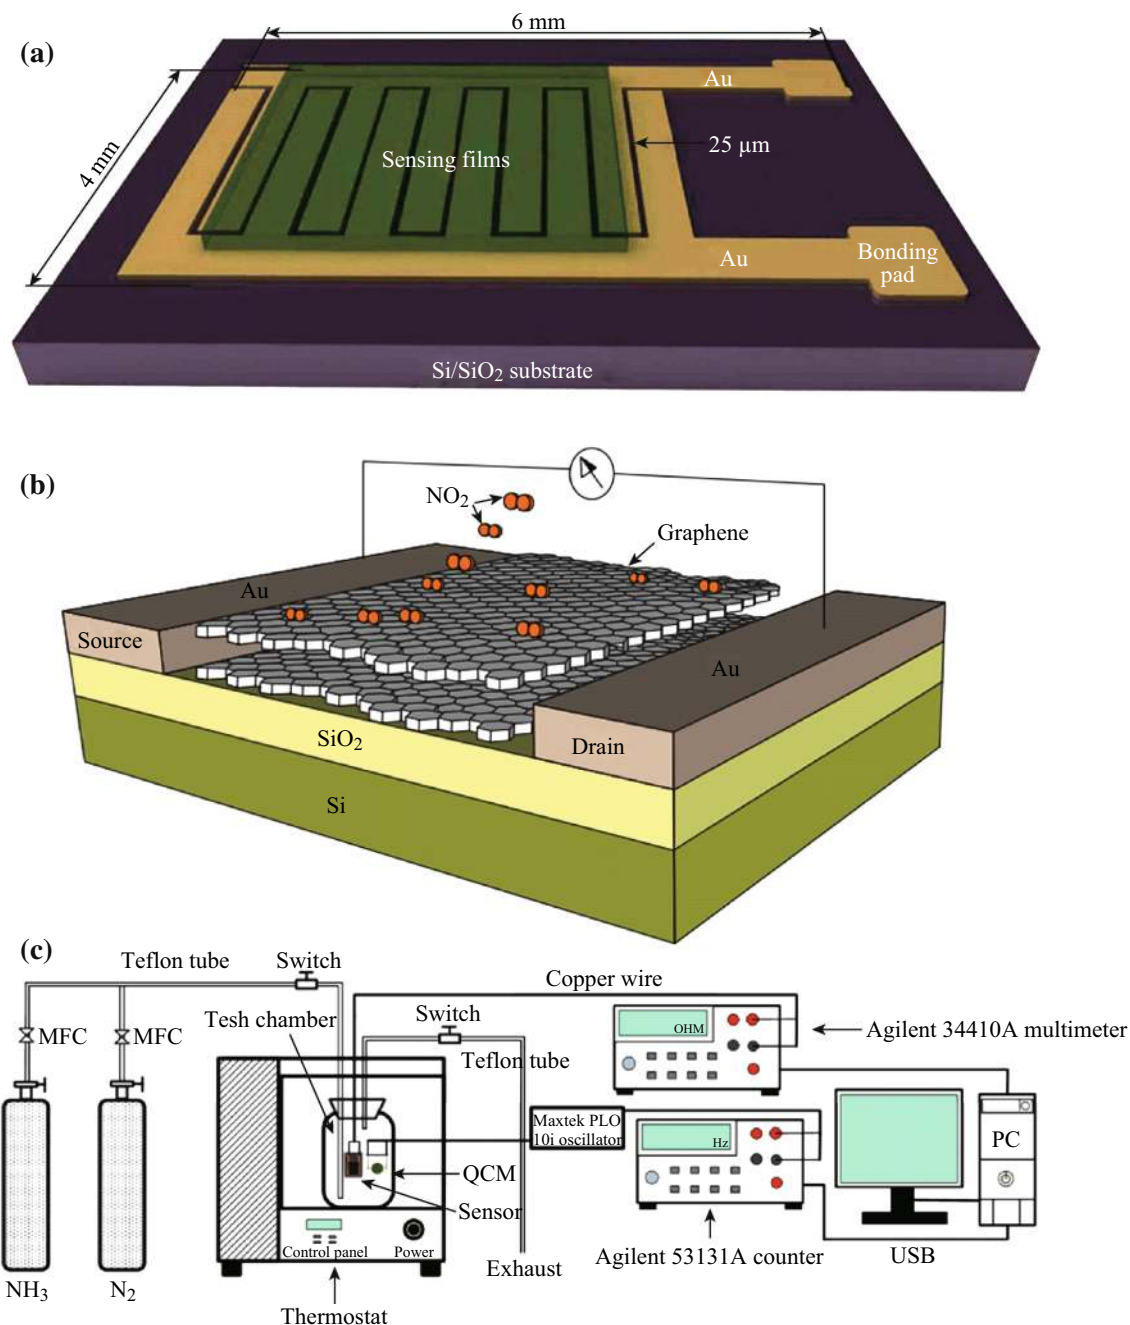 (a)
6 mm
Au
4 mm
25 µm
Sensing films
Au
Bonding
pad
Si/SiO2 substrate
(b)
NO2
Graphene
Au
Source
Au
SiO2
Drain
Si
(c)
Teflon tube
Switch
Copper wire
Tesh chamber
Switch
OHM
Agilent 34410A multimeter
MFC
MFC
Teflon tube
Maxtek PLO
10i oscillator
Hz
PC
QCM
Sensor
Control panel
Power
Exhaust
Agilent 53131A counter
USB
NH3
N2
Thermostat